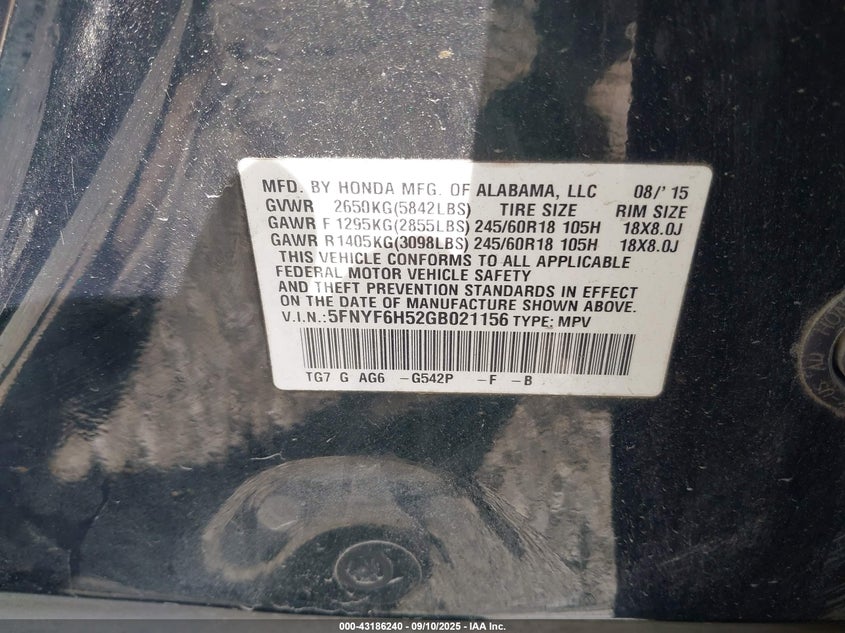 MFD. BY HONDA MFG. OF ALABAMA, LLC 08/'15
GVWR 2650KG(5842LBS) TIRE SIZE RIM SIZE
GAWR F 1295KG(2855LBS) 245/60R18 105H 18X8.0J
GAWR R1405KG(3098LBS) 245/60R18 105H 18X8.0J
THIS VEHICLE CONFORMS TO ALL APPLICABLE
FEDERAL MOTOR VEHICLE SAFETY
AND THEFT PREVENTION STANDARDS IN EFFECT
ON THE DATE OF MANUFACTURE SHOWN ABOVE.
V.I.N.:5FNYF6H52GB021156 TYPE: MPV
TG7 G AG6 -G542P -F -B
000-43186240 - 09/10/2025 - IAA Inc.